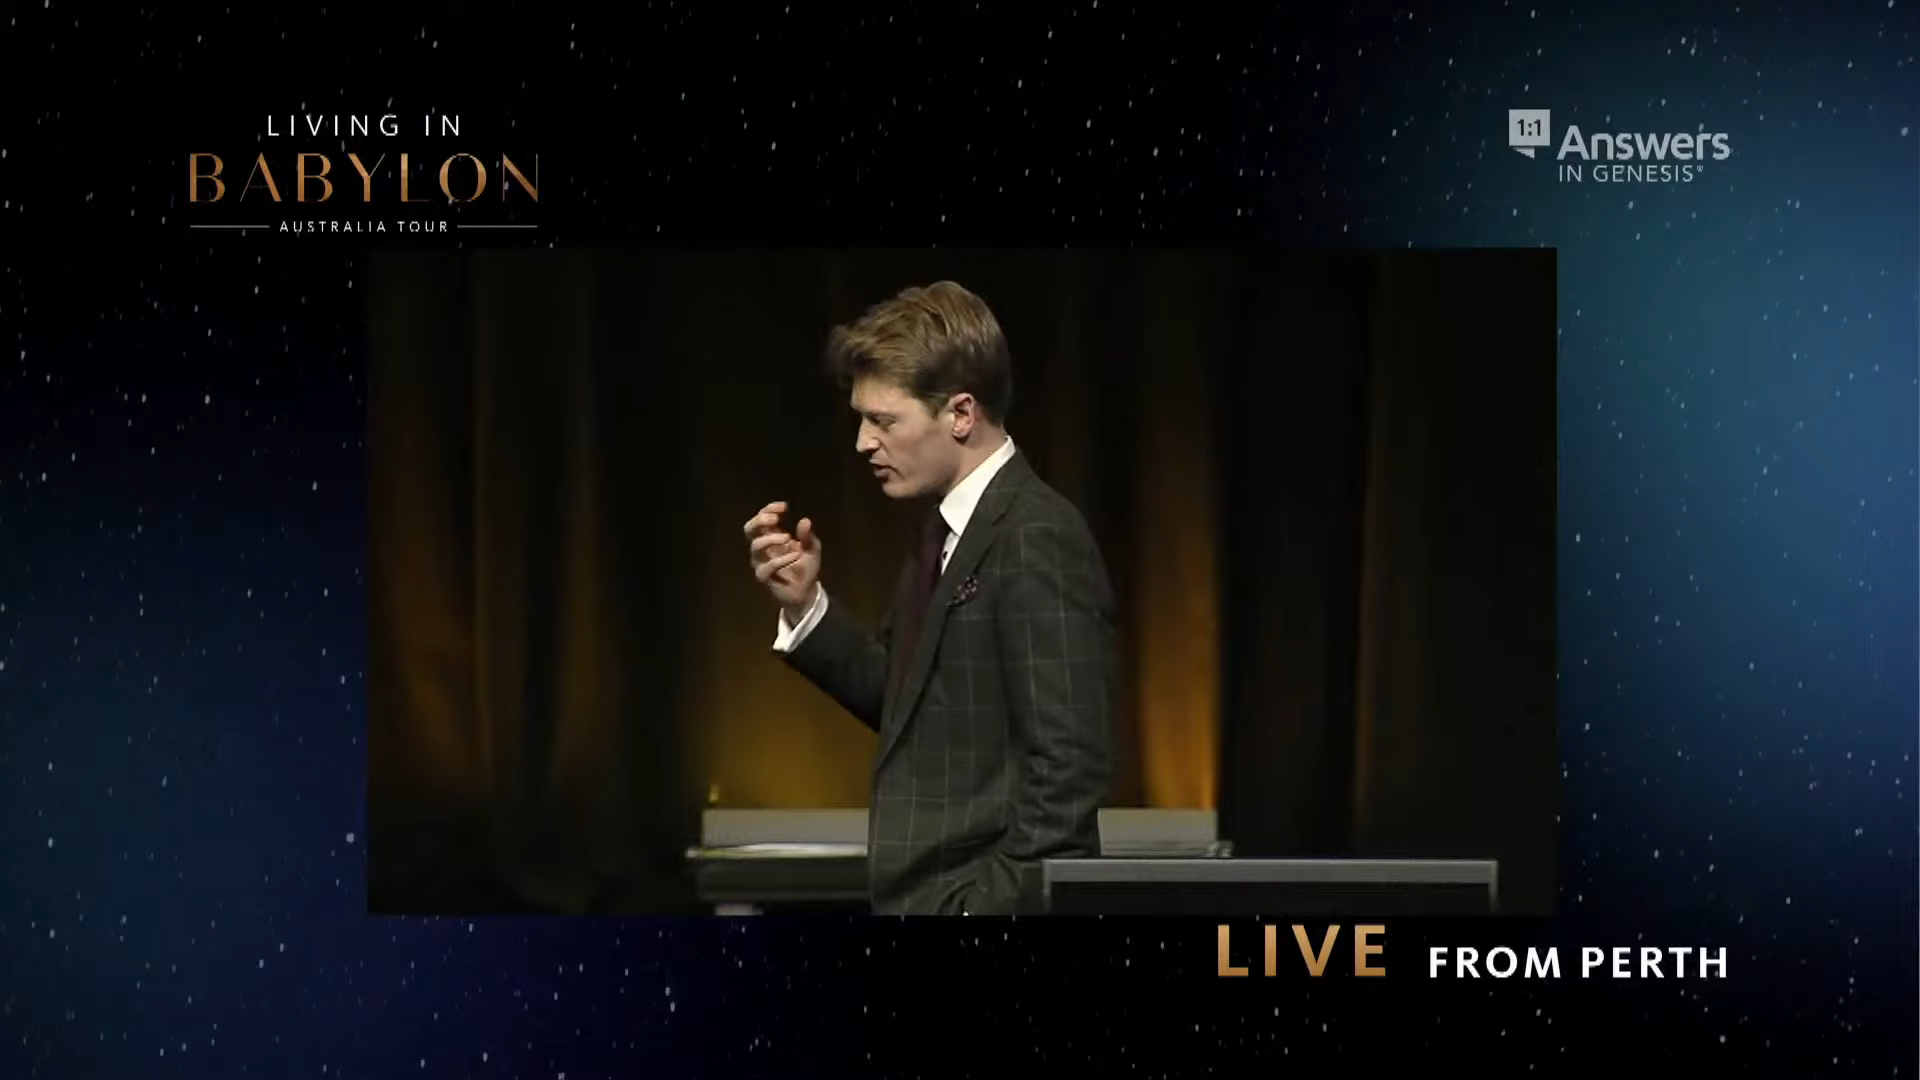 LIVING IN
BABYLON
AUSTRALIA TOUR
1:1
Answers
IN GENESIS®
LIVE FROM PERTH